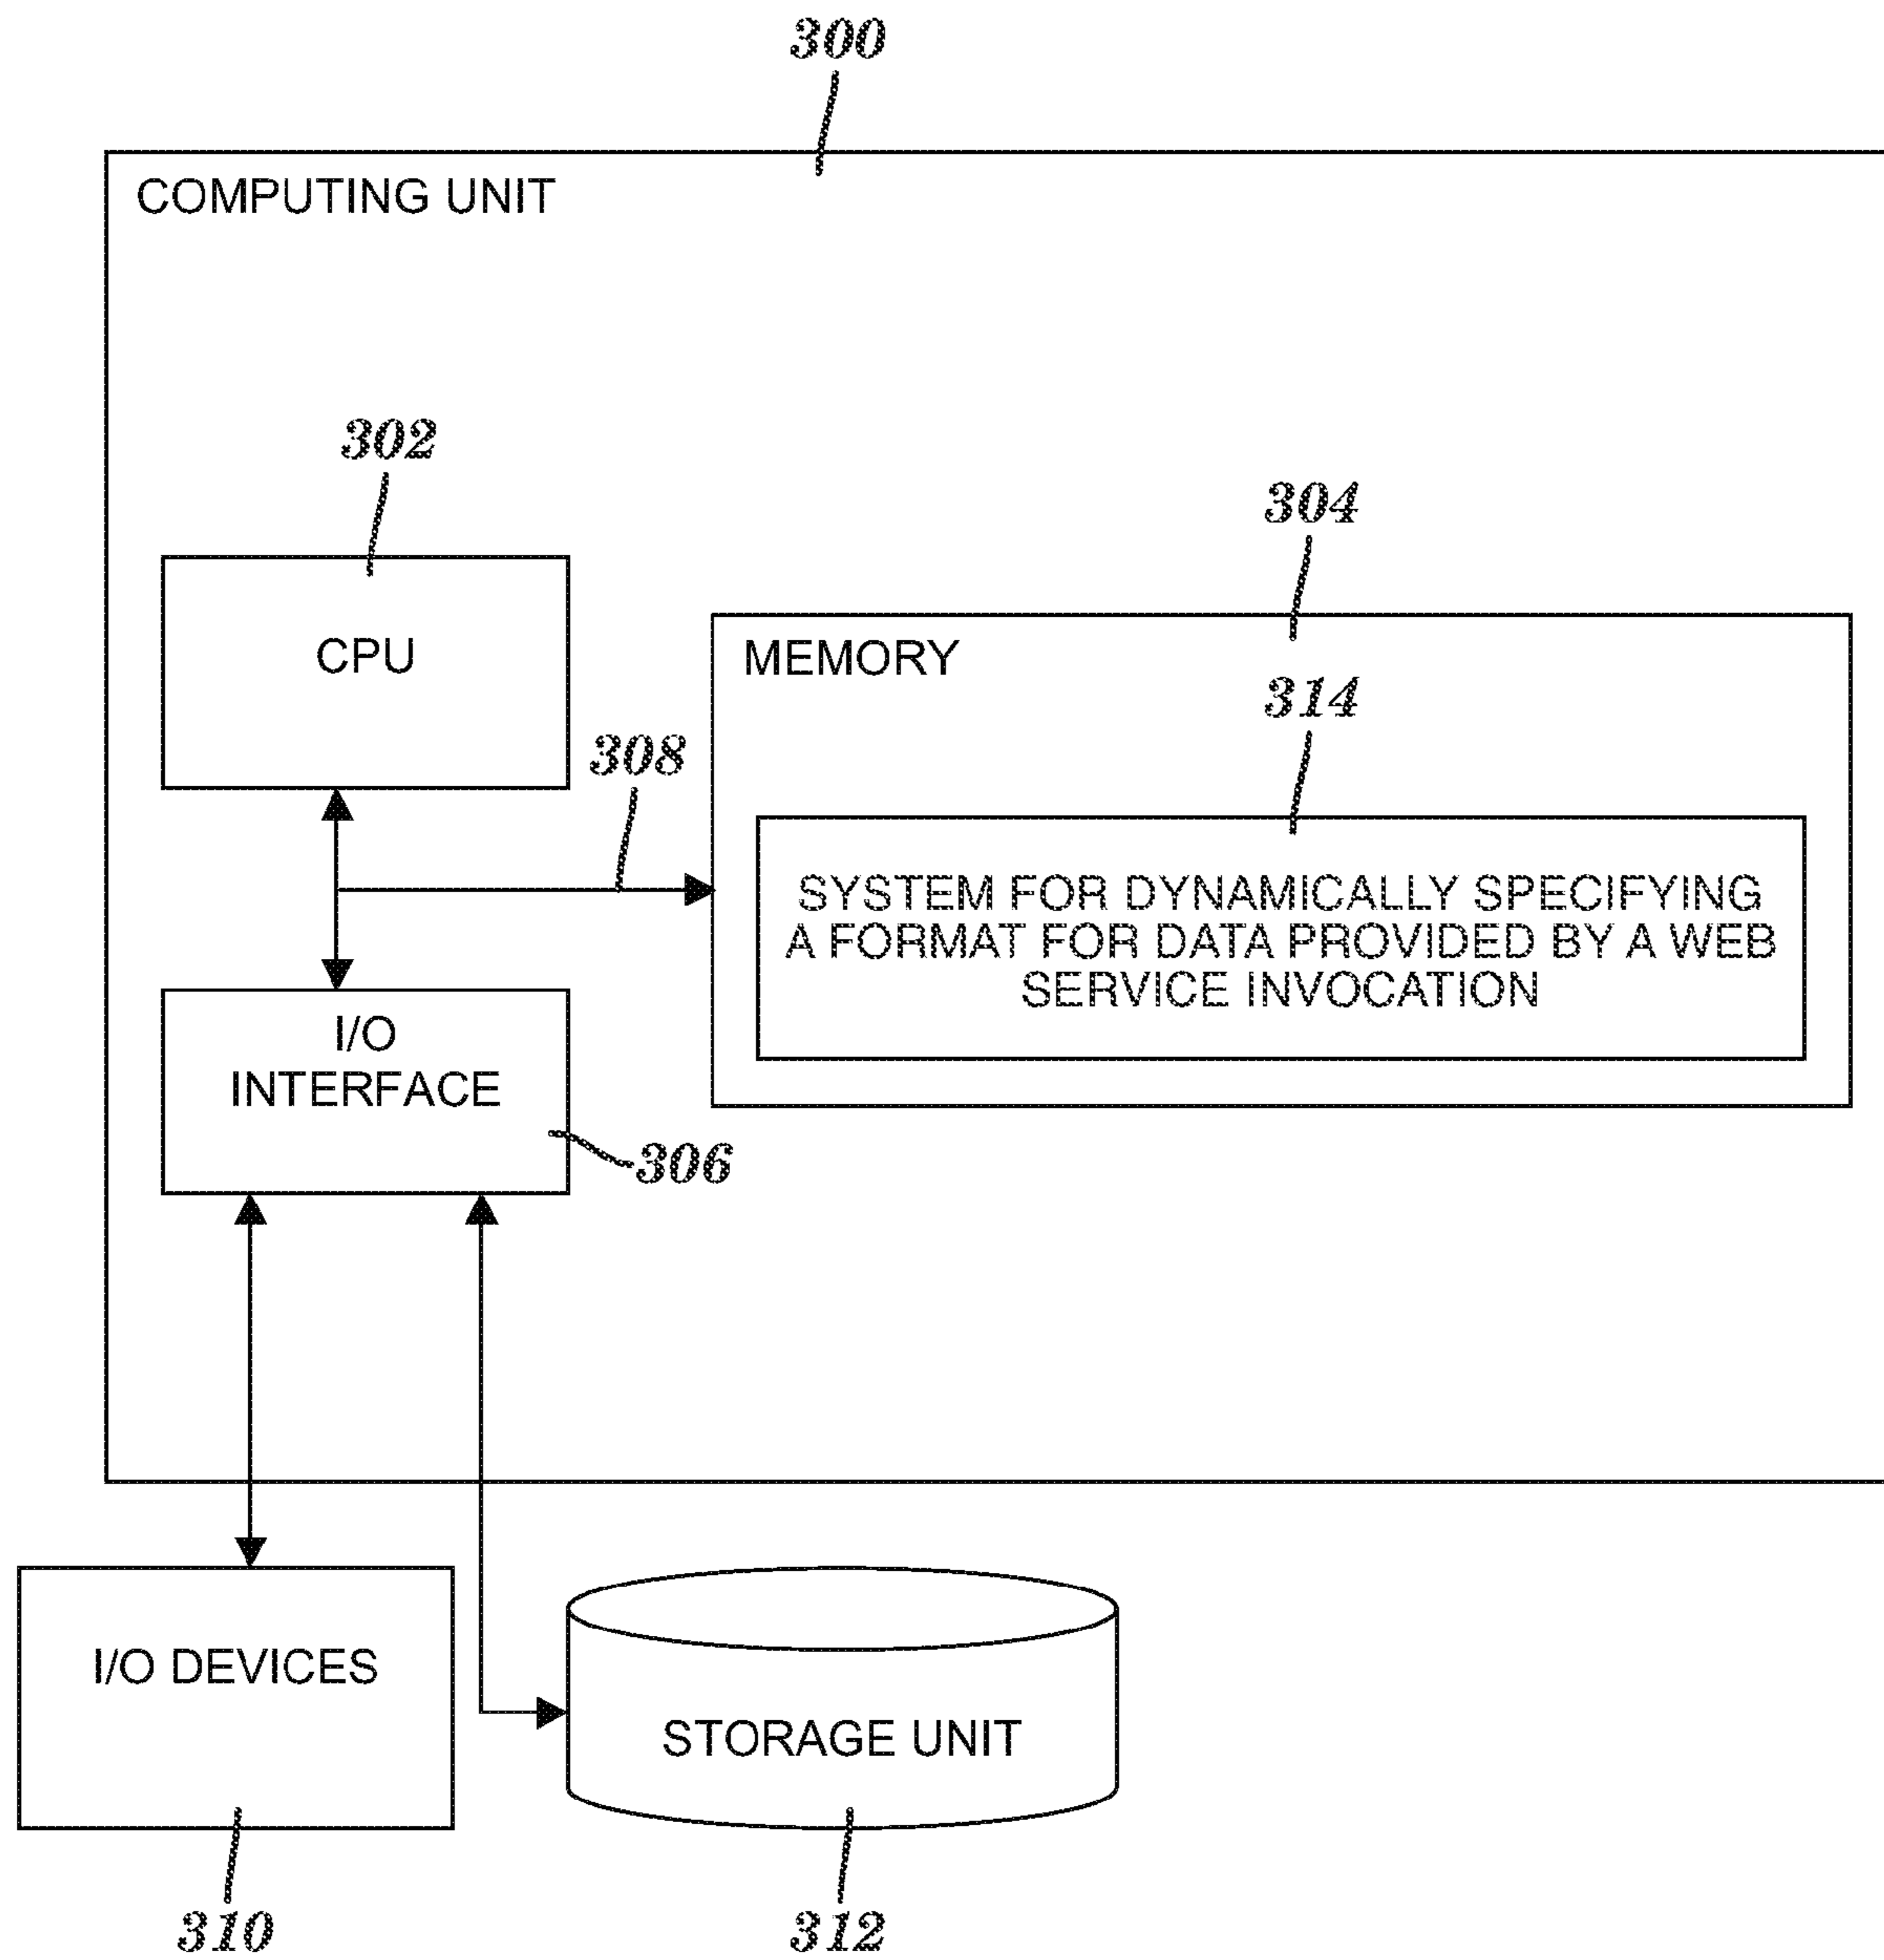 300
COMPUTING UNIT
302
304
CPU
MEMORY
314
308
SYSTEM FOR DYNAMICALLY SPECIFYING
A FORMAT FOR DATA PROVIDED BY A WEB
SERVICE INVOCATION
I/O
INTERFACE
306
I/O DEVICES
STORAGE UNIT
310
312